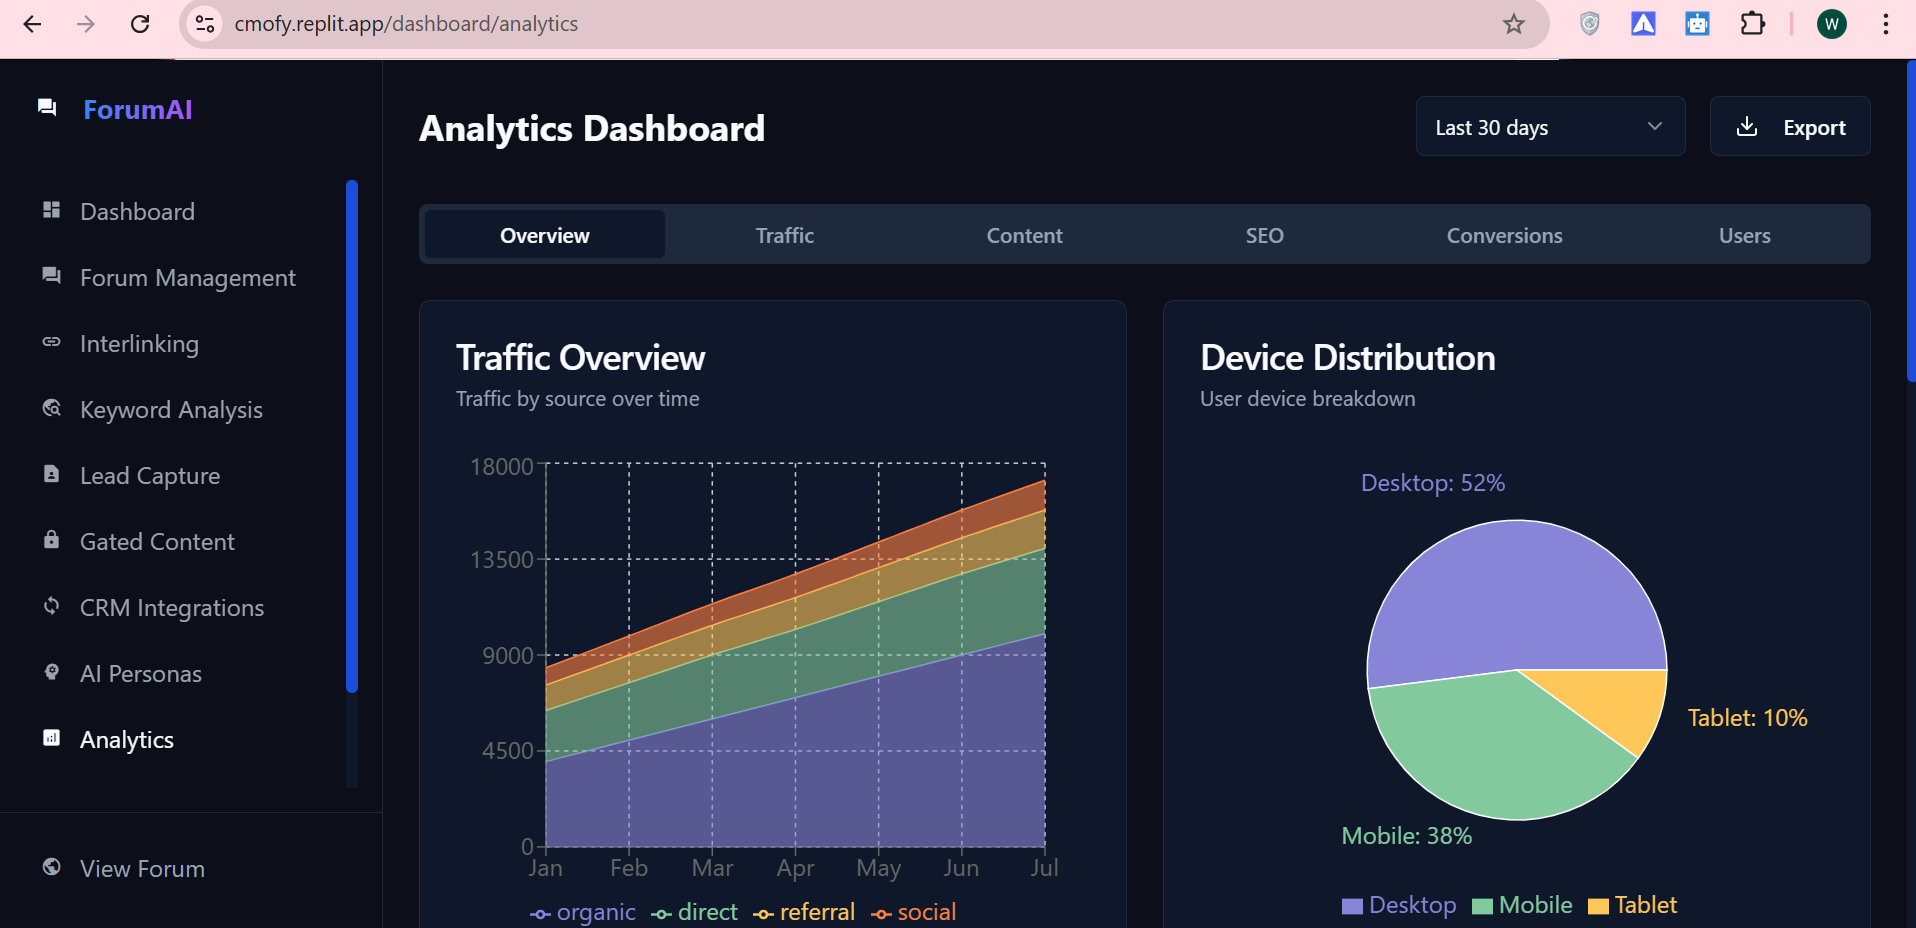 cmofy.replit.app/dashboard/analytics
W
ForumAI
Dashboard
Forum Management
Interlinking
Keyword Analysis
Lead Capture
Gated Content
CRM Integrations
AI Personas
Analytics
View Forum
Analytics Dashboard
Last 30 days
Export
Overview Traffic Content SEO Conversions Users
Traffic Overview
Traffic by source over time
18000
13500
9000
4500
0
Jan Feb Mar Apr May Jun Jul
organic direct referral social
Device Distribution
User device breakdown
Desktop: 52%
Tablet: 10%
Mobile: 38%
Desktop Mobile Tablet